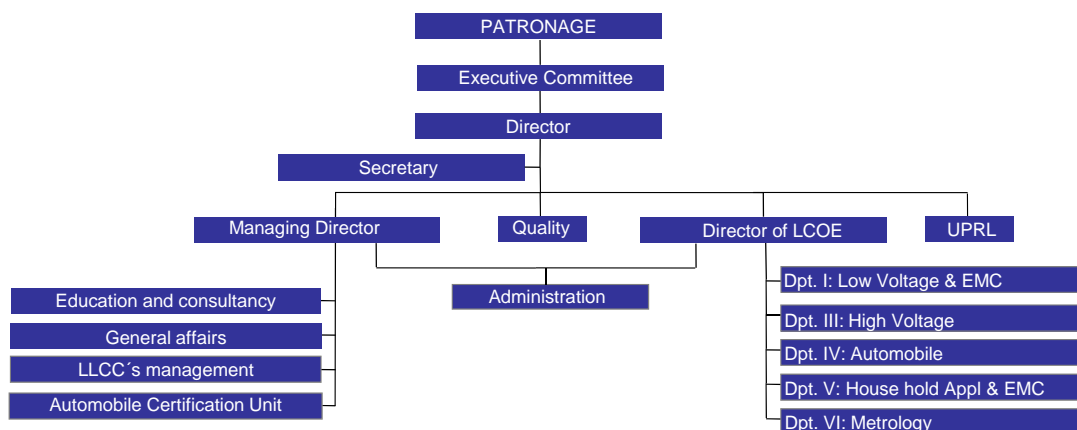 PATRONAGE
Executive Committee
Director
Secretary
Managing Director
Quality
Director of LCOE
UPRL
Administration
Education and consultancy
General affairs
LLCC´s management
Automobile Certification Unit
Dpt. I: Low Voltage & EMC
Dpt. III: High Voltage
Dpt. IV: Automobile
Dpt. V: House hold Appl & EMC
Dpt. VI: Metrology